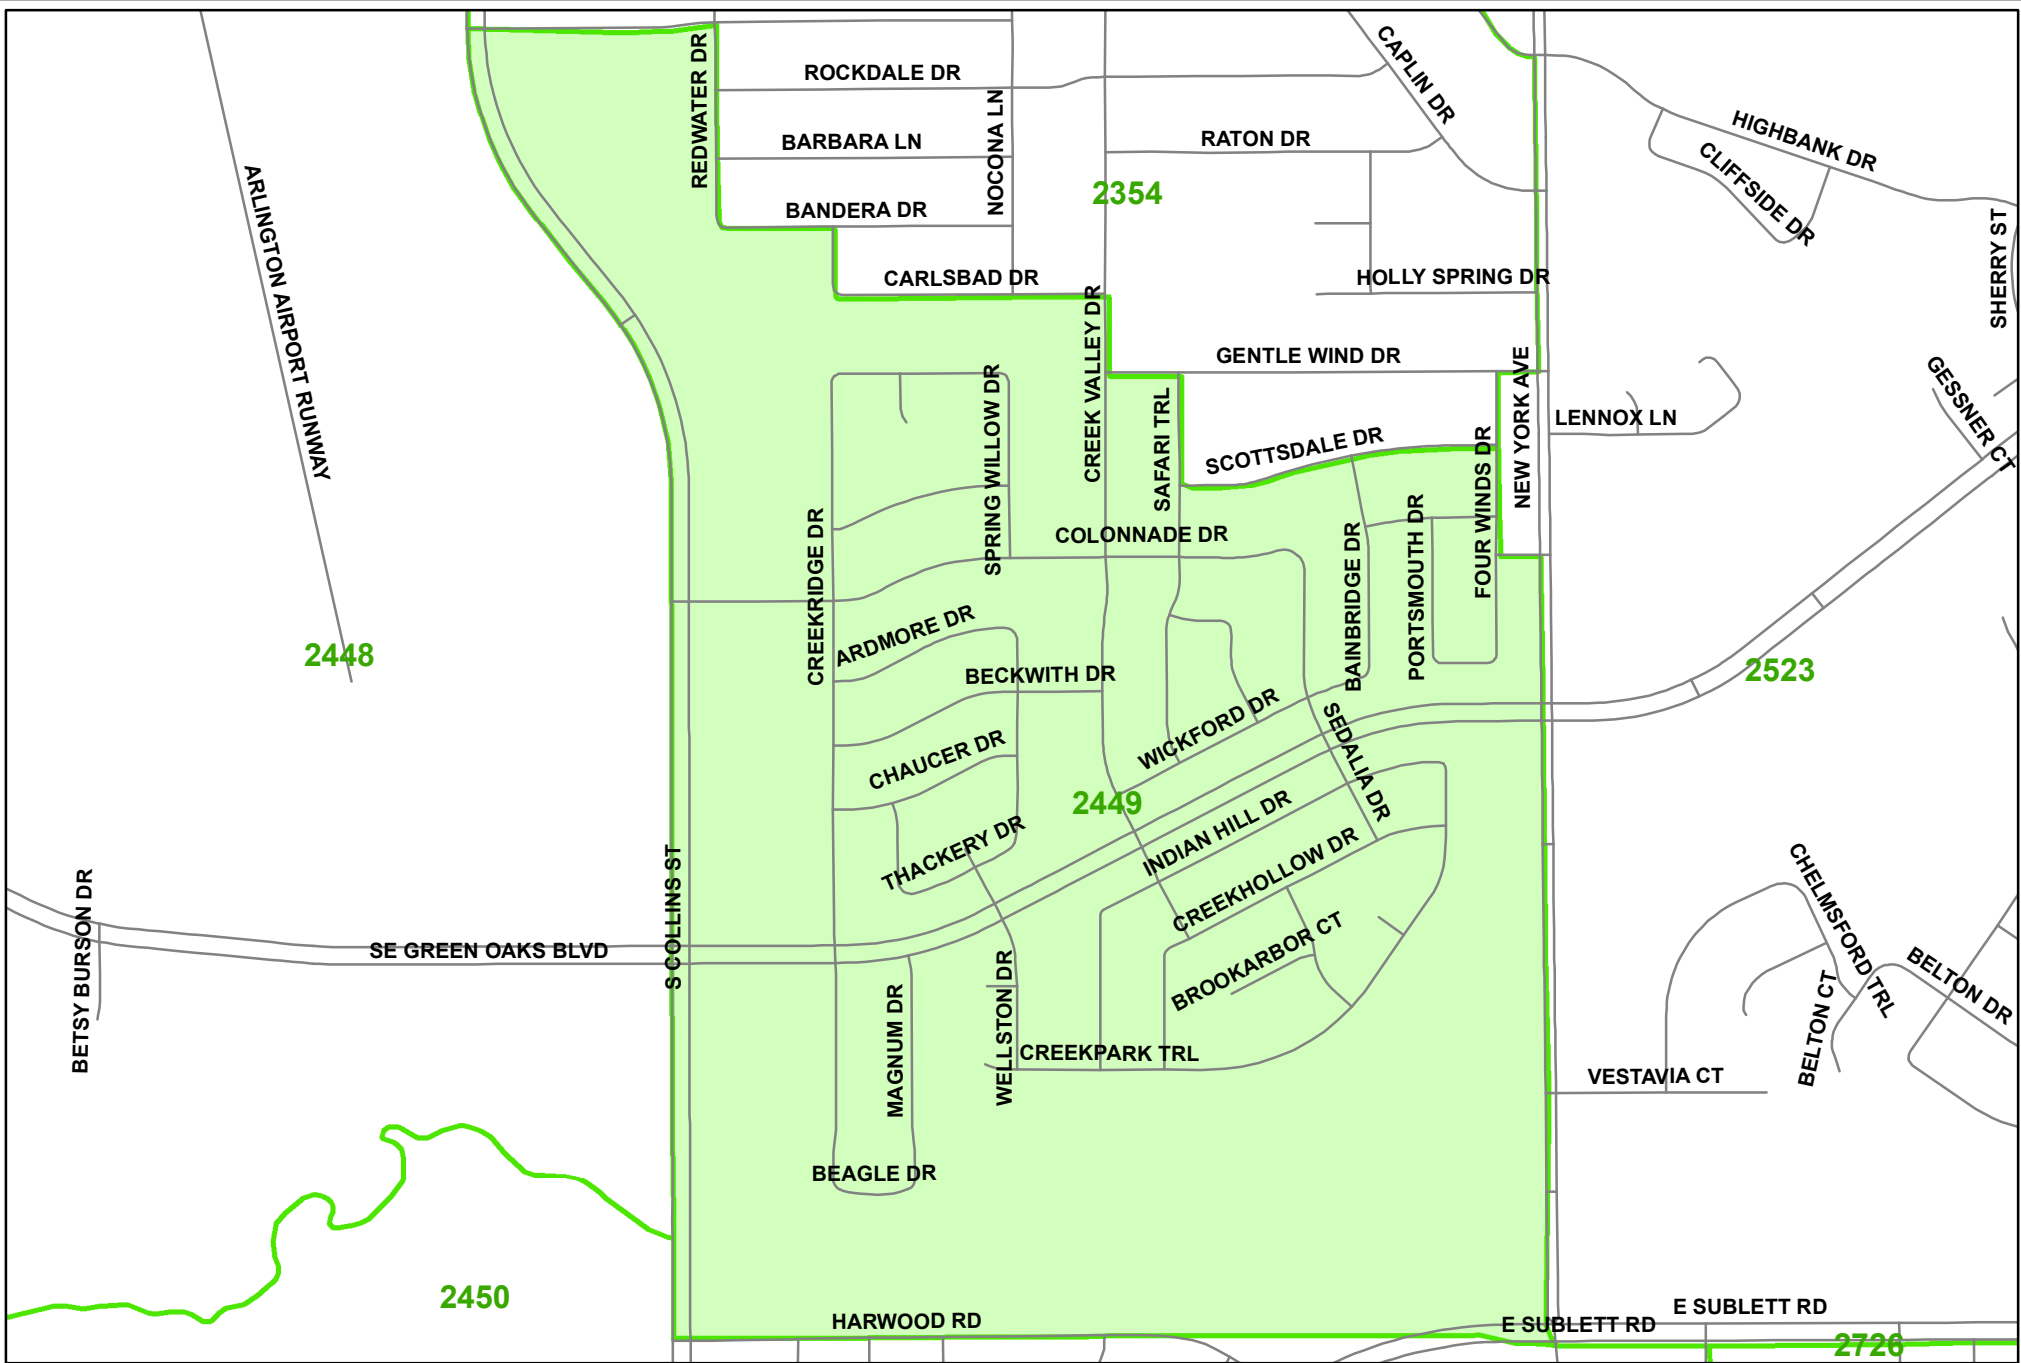 REDWATER DR
ROCKDALE DR
NOCONA LN
CAPLIN DR
BARBARA LN
RATON DR
HIGHBANK DR
CLIFFSIDE DR
ARLINGTON AIRPORT RUNWAY
2354
BANDERA DR
SHERRY ST
CARLSBAD DR
HOLLY SPRING DR
CREEK VALLEY DR
GENTLE WIND DR
NEW YORK AVE
SPRING WILLOW DR
SAFARI TRL
GESSNER CT
LENNOX LN
SCOTTSDALE DR
FOUR WINDS DR
CREEKRIDGE DR
COLONNADE DR
BAINBRIDGE DR
PORTSMOUTH DR
ARDMORE DR
2448
BECKWITH DR
2523
WICKFORD DR
SEDALIA DR
CHAUCER DR
2449
INDIAN HILL DR
THACKERY DR
CREEKHOLLOW DR
S COLLINS ST
BETSY BURSON DR
CHELMSFORD TRL
BROOKARBOR CT
SE GREEN OAKS BLVD
BELTON DR
BELTON CT
MAGNUM DR
WELLSTON DR
CREEKPARK TRL
VESTAVIA CT
BEAGLE DR
2450
HARWOOD RD
E SUBLETT RD
E SUBLETT RD
2726